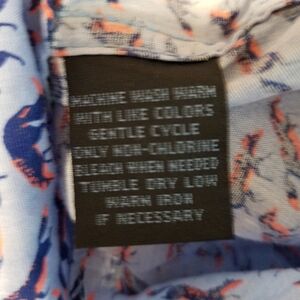 MACHINE WASH WARM
WITH LIKE COLORS
GENTLE CYCLE
ONLY NON-CHLORINE
BLEACH WHEN NEEDED
TUMBLE DRY LOW
WARM IRON
IF NECESSARY